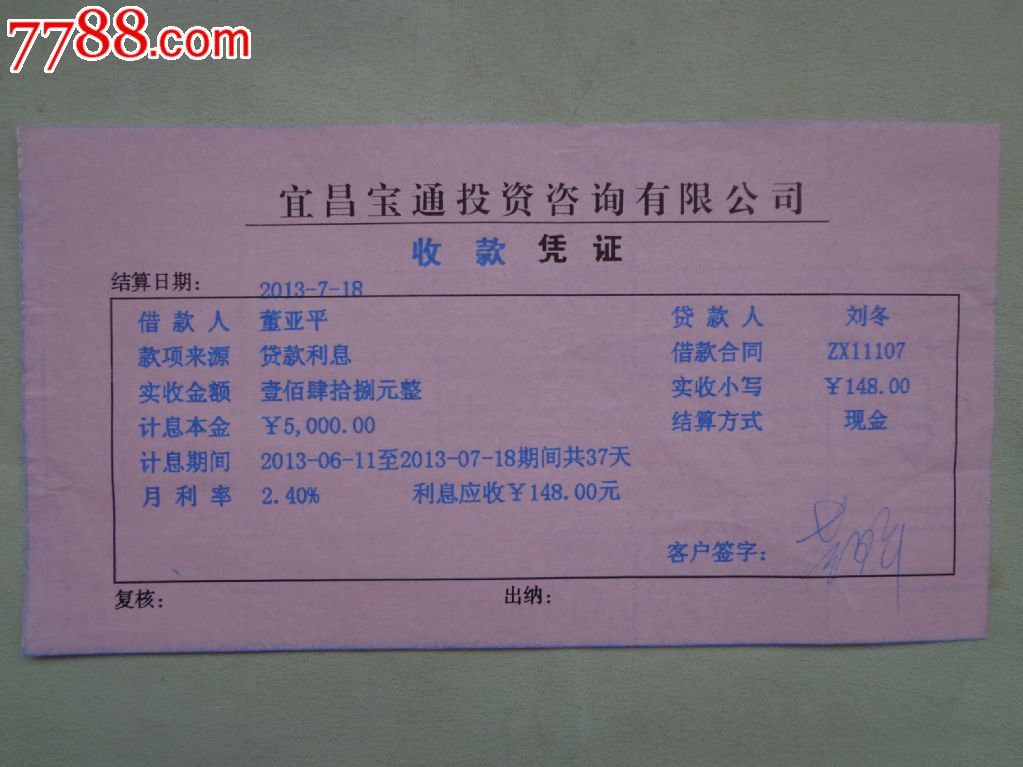 7788.com
宜昌宝通投资咨询有限公司
收款凭证
结算日期： 2013-7-18
借款人 董亚平 贷款人 刘冬
款项来源 贷款利息 借款合同 ZX11107
实收金额 壹佰肆拾捌元整 实收小写 ￥148.00
计息本金 ￥5,000.00 结算方式 现金
计息期间 2013-06-11至2013-07-18期间共37天
月利率 2.40% 利息应收￥148.00元
客户签字：
复核： 出纳：